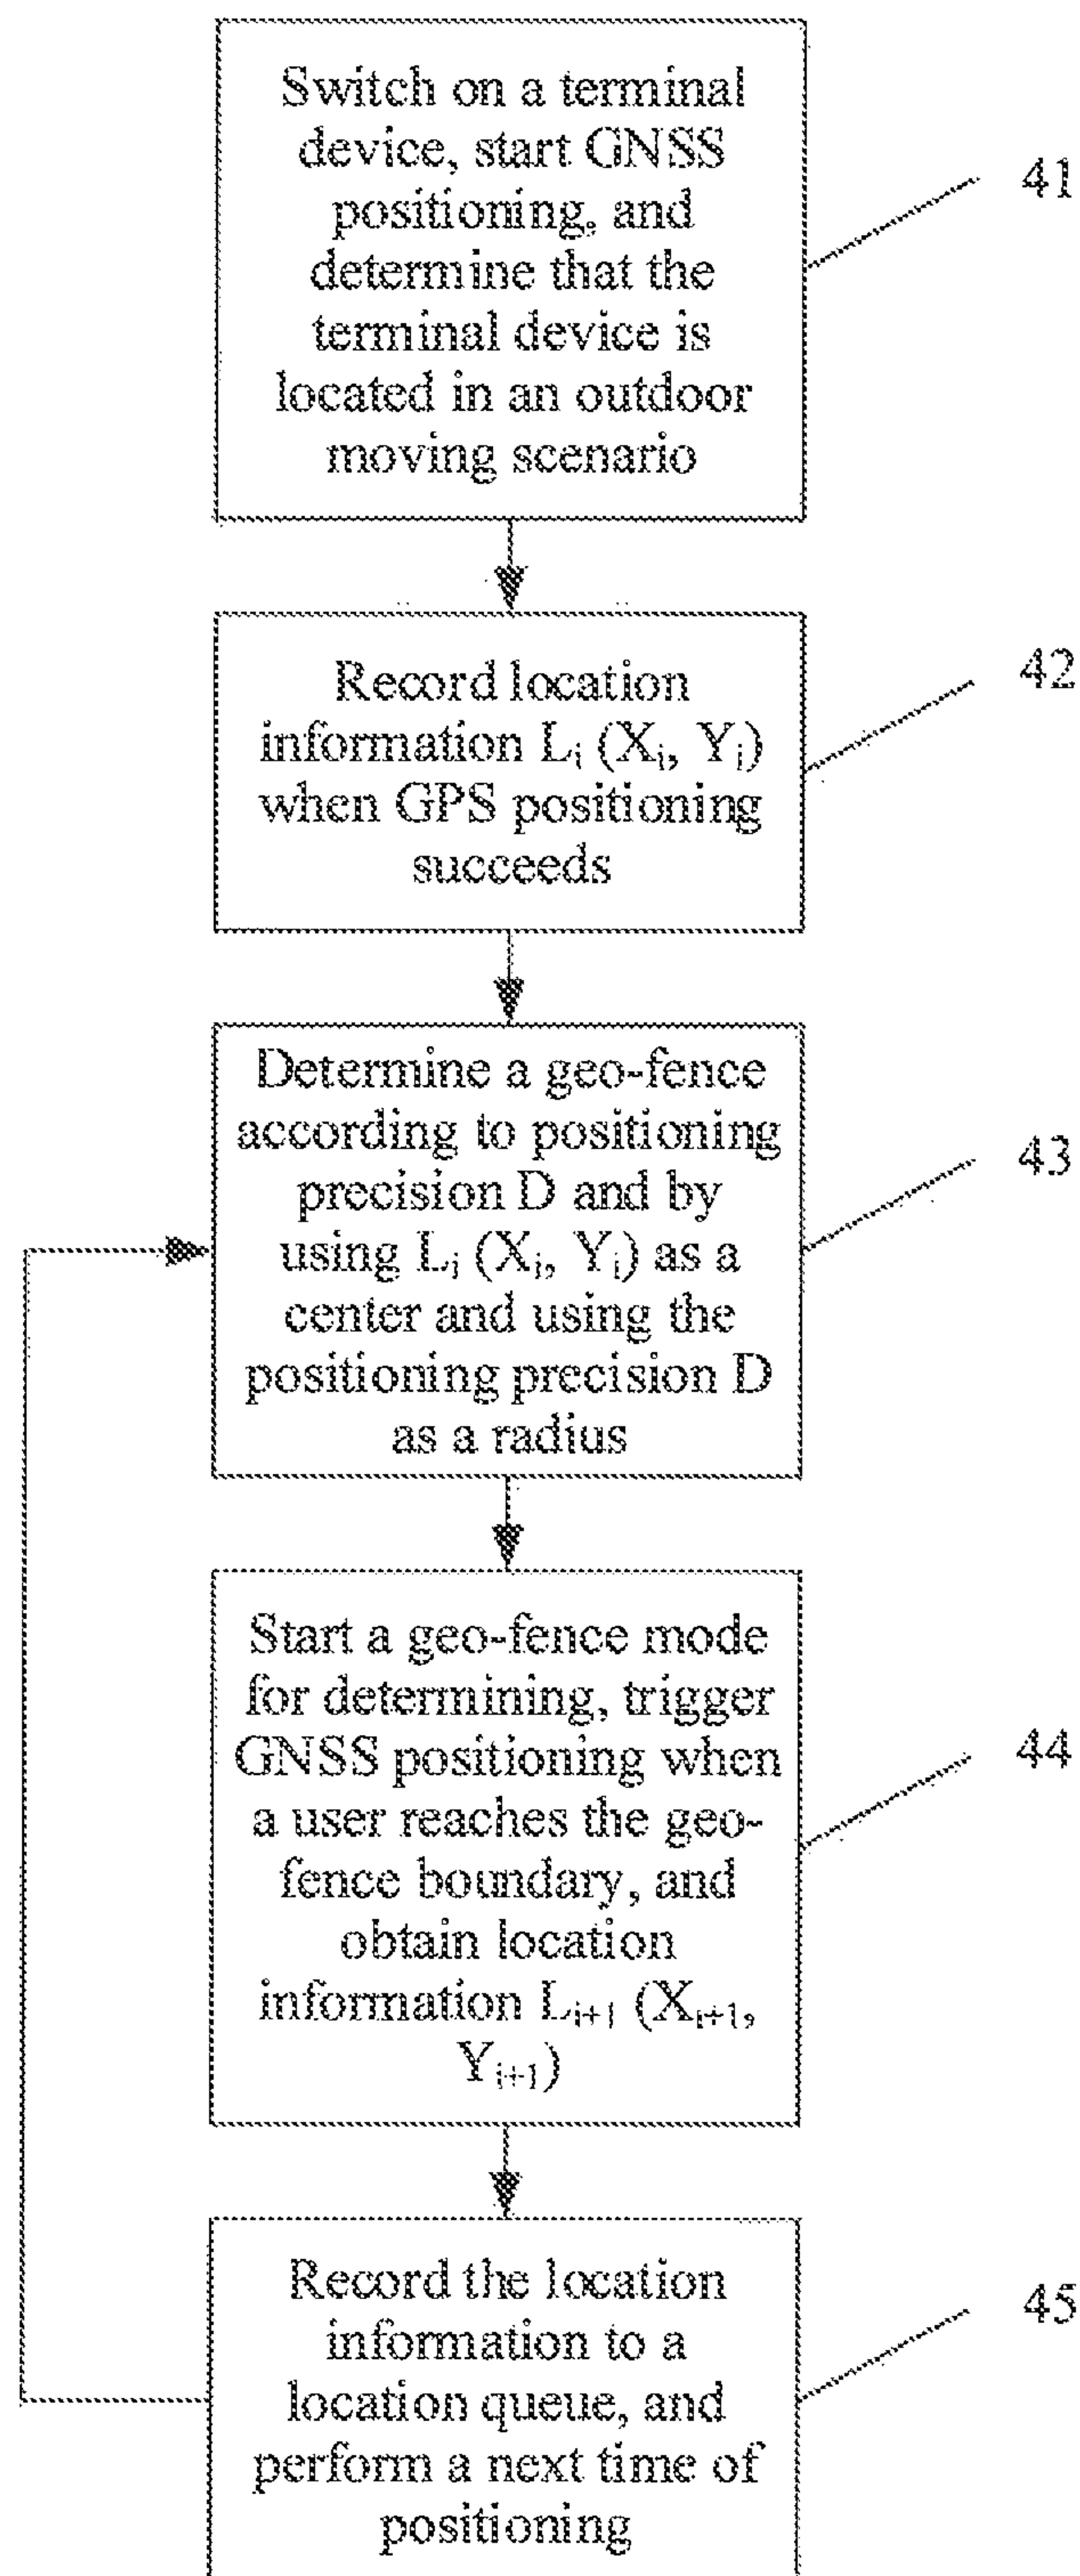 Switch on a terminal
device, start GNSS
positioning, and
determine that the
terminal device is
located in an outdoor
moving scenario
41
Record location
information Lᵢ (Xᵢ, Yᵢ)
when GPS positioning
succeeds
42
Determine a geo-fence
according to positioning
precision D and by
using Lᵢ (Xᵢ, Yᵢ) as a
center and using the
positioning precision D
as a radius
43
Start a geo-fence mode
for determining, trigger
GNSS positioning when
a user reaches the geo-
fence boundary, and
obtain location
information Lᵢ₊₁ (Xᵢ₊₁,
Yᵢ₊₁)
44
Record the location
information to a
location queue, and
perform a next time of
positioning
45